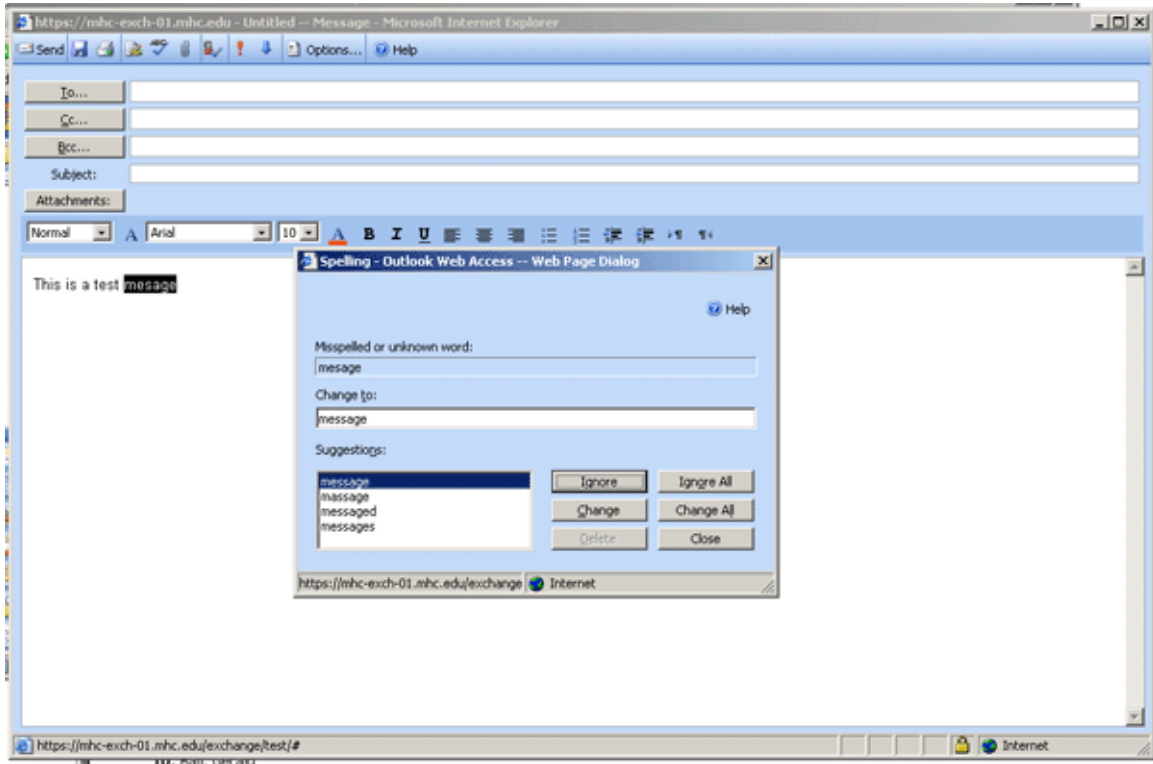 https://mhc-exch-01.mhc.edu - Untitled -- Message - Microsoft Internet Explorer
Send Options... Help
To...
Cc...
Bcc...
Subject:
Attachments:
Normal A Arial 10 A B I U
Spelling - Outlook Web Access -- Web Page Dialog
This is a test mesage
Help
Misspelled or unknown word:
mesage
Change to:
message
Suggestions:
message Ignore Ignore All
massage
messaged Change Change All
messages
Delete Close
https://mhc-exch-01.mhc.edu/exchange Internet
https://mhc-exch-01.mhc.edu/exchange/test/# Internet